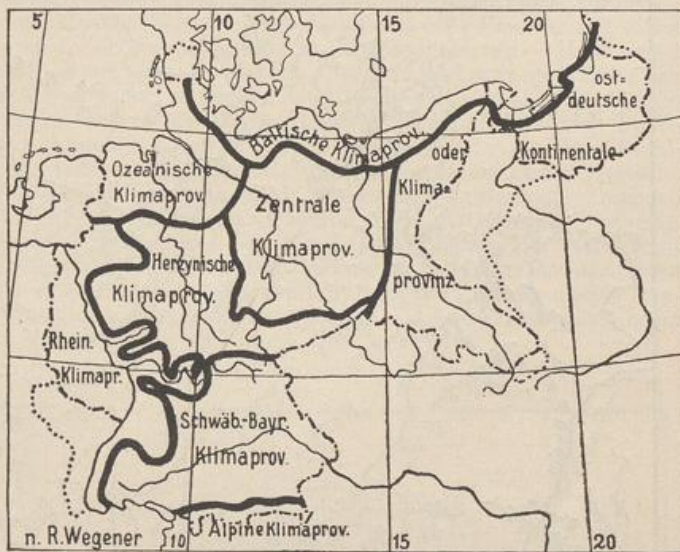 5
10
15
20
ost=
deutsche
Baltische Klimaprov.
oder
Kontinentale
Ozeanische
Klimaprov.
Klima=
Zentrale
Klimaprov.
Herzynische
Klimaprov.
provinz
Rhein.
Klimapr.
Schwäb.-Bayr.
Klimaprov.
n. R.Wegener
10
Alpine Klimaprov.
15
20